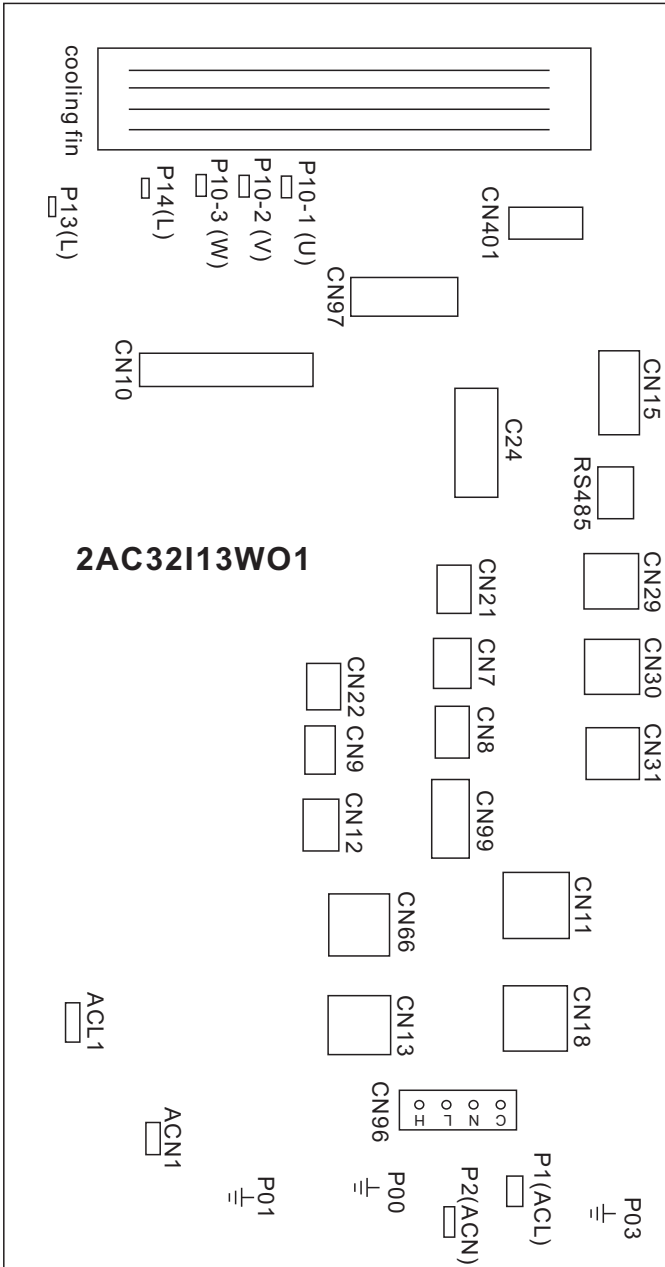 cooling fin
P13(L)
P14(L)
P10-3 (W)
P10-2 (V)
P10-1 (U)
CN401
CN97
CN10
CN15
C24
RS485
2AC32I13WO1
CN21
CN29
CN22
CN7
CN30
CN9
CN8
CN31
CN12
CN99
CN66
CN11
ACL1
CN13
CN18
CN96
H L N C
ACN1
P01
P00
P2(ACN)
P1(ACL)
P03